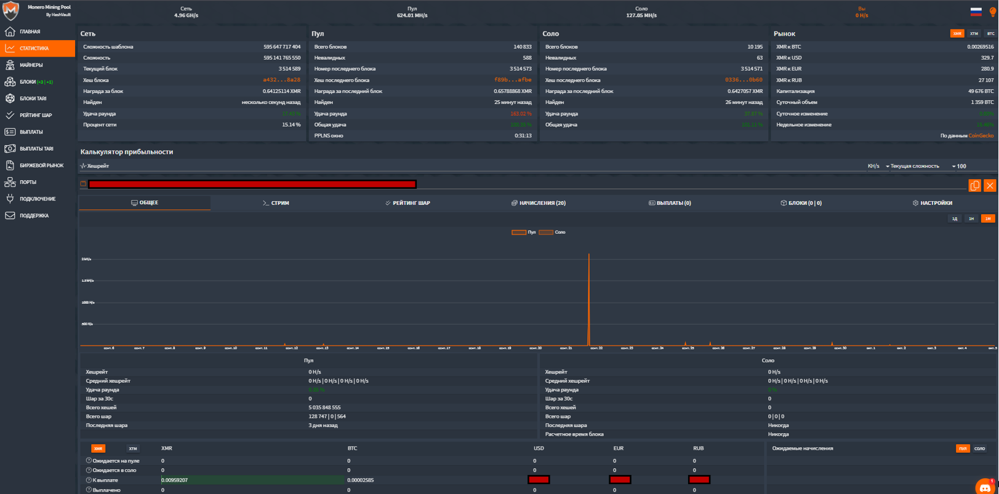 Monero Mining Pool
By HashVault
Сеть
4.96 GH/s
Пул
624.01 MH/s
Соло
127.05 MH/s
Вы
0 H/s
ГЛАВНАЯ
СТАТИСТИКА
МАЙНЕРЫ
БЛОКИ (+3 | +1)
БЛОКИ TARI
РЕЙТИНГ ШАР
ВЫПЛАТЫ
ВЫПЛАТЫ TARI
БИРЖЕВОЙ РЫНОК
ПОРТЫ
ПОДКЛЮЧЕНИЕ
ПОДДЕРЖКА
Сеть
Сложность шаблона 595 647 717 404
Сложность 595 141 765 550
Текущий блок 3 514 589
Хеш блока a432...8a28
Награда за блок 0.64125114 XMR
Найден несколько секунд назад
Удача раунда 37.45 %
Процент сети 15.14 %
Пул
Всего блоков 140 833
Невалидных 588
Номер последнего блока 3 514 573
Хеш последнего блока f89b...afbe
Награда за последний блок 0.65788868 XMR
Найден 25 минут назад
Удача раунда 163.02 %
Общая удача 100.35 %
PPLNS окно 0:31:13
Соло
Всего блоков 10 195
Невалидных 63
Номер последнего блока 3 514 571
Хеш последнего блока 0336...0b60
Награда за последний блок 0.6427057 XMR
Найден 26 минут назад
Удача раунда 37.87 %
Общая удача 101.11 %
Рынок XMR XTM BTC
XMR к BTC 0.00269516
XMR к USD 329.7
XMR к EUR 280.9
XMR к RUB 27 107
Капитализация 49 676 BTC
Суточный объем 1 359 BTC
Суточное изменение
Недельное изменение
По данным CoinGecko
Калькулятор прибыльности
Хешрейт KH/s Текущая сложность 100
ОБЩЕЕ
СТРИМ
РЕЙТИНГ ШАР
НАЧИСЛЕНИЯ (20)
ВЫПЛАТЫ (0)
БЛОКИ (0 | 0)
НАСТРОЙКИ
1Д 1Н 1М
Пул Соло
2 kH/s
1.5 kH/s
1000 H/s
500 H/s
сент. 6 сент. 7 сент. 8 сент. 9 сент. 10 сент. 11 сент. 12 сент. 13 сент. 14 сент. 15 сент. 16 сент. 17 сент. 18 сент. 19 сент. 20 сент. 21 сент. 22 сент. 23 сент. 24 сент. 25 сент. 26 сент. 27 сент. 28 сент. 29 сент. 30 окт. 1 окт. 2 окт. 3 окт. 4 окт. 5
Пул
Хешрейт 0 H/s
Средний хешрейт 0 H/s | 0 H/s | 0 H/s | 0 H/s
Удача раунда
Шар за 30с 0
Всего хешей 5 035 848 555
Всего шар 128 747 | 0 | 564
Последняя шара 3 дня назад
Соло
Хешрейт 0 H/s
Средний хешрейт 0 H/s | 0 H/s | 0 H/s | 0 H/s
Удача раунда 0 %
Шар за 30с 0
Всего хешей 0
Всего шар 0 | 0 | 0
Последняя шара Никогда
Расчетное время блока Никогда
XMR XTM XMR BTC USD EUR RUB
Ожидается на пуле 0 0 0 0 0
Ожидается в соло 0 0 0 0 0
К выплате 0.00959207 0.00002585
Выплачено 0 0 0 0 0
Ожидаемые начисления ПУЛ СОЛО
1